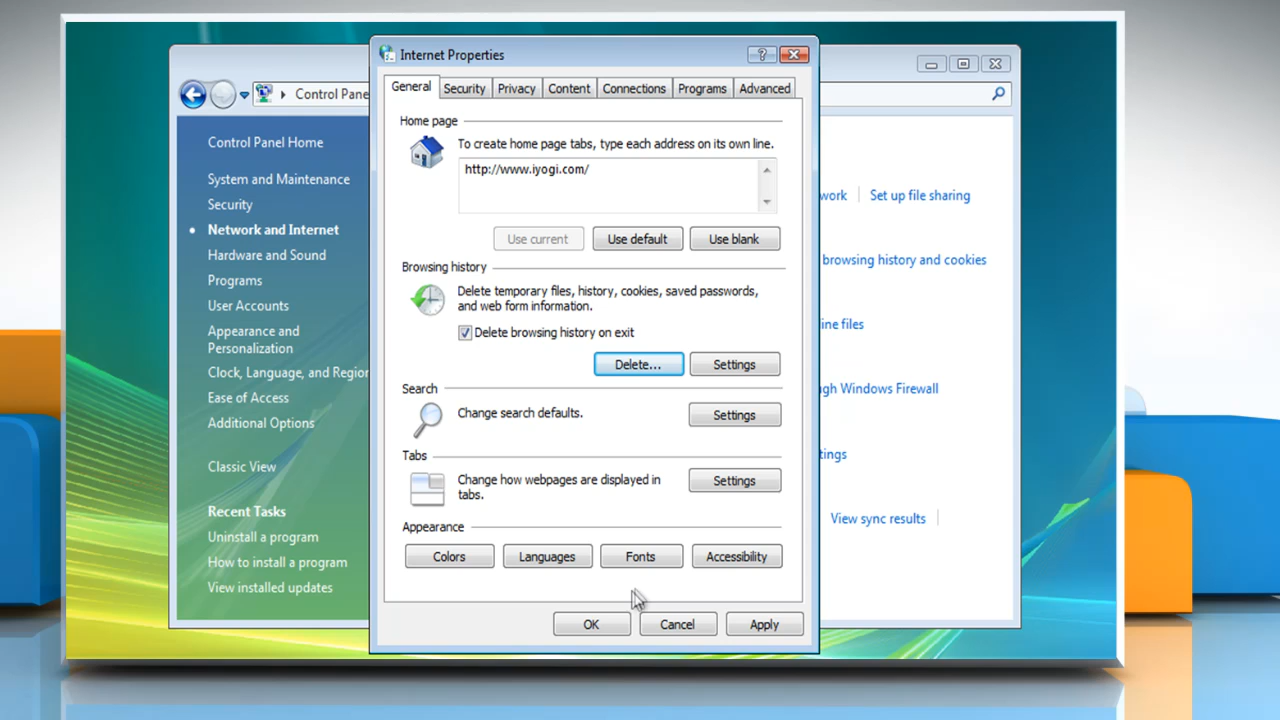 Internet Properties
?
General
Security
Privacy
Content
Connections
Programs
Advanced
Home page
To create home page tabs, type each address on its own line.
http://www.iyogi.com/
Use current
Use default
Use blank
Browsing history
Delete temporary files, history, cookies, saved passwords,
and web form information.
Delete browsing history on exit
Delete...
Settings
Search
Change search defaults.
Settings
Tabs
Change how webpages are displayed in
tabs.
Settings
Appearance
Colors
Languages
Fonts
Accessibility
OK
Cancel
Apply
Control Pane
Control Panel Home
System and Maintenance
Security
Network and Internet
Hardware and Sound
Programs
User Accounts
Appearance and
Personalization
Clock, Language, and Region
Ease of Access
Additional Options
Classic View
Recent Tasks
Uninstall a program
How to install a program
View installed updates
work
Set up file sharing
browsing history and cookies
ine files
gh Windows Firewall
tings
View sync results